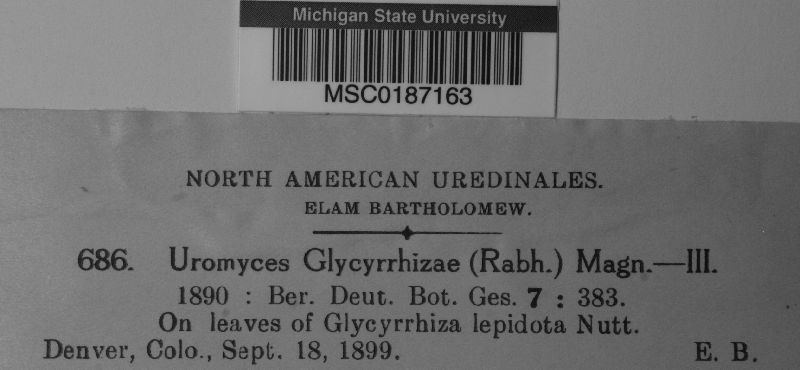 Michigan State University
MSC0187163
NORTH AMERICAN UREDINALES.
ELAM BARTHOLOMEW.
686. Uromyces Glycyrrhizae (Rabh.) Magn.—III.
1890 : Ber. Deut. Bot. Ges. 7 : 383.
On leaves of Glycyrrhiza lepidota Nutt.
Denver, Colo., Sept. 18, 1899. E. B.